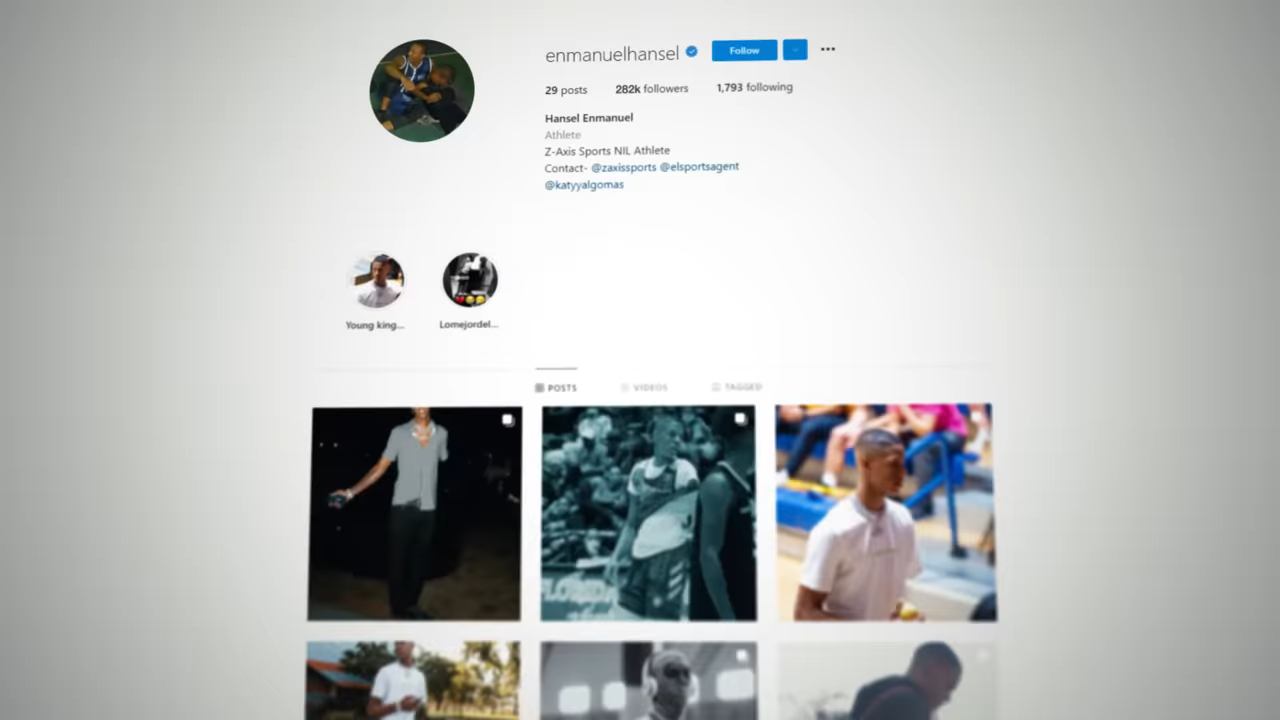 enmanuelhansel Follow
29 posts 282k followers 1,793 following
Hansel Enmanuel
Athlete
Z-Axis Sports NIL Athlete
Contact- @zaxissports @elsportsagent
@katyyalgomas
Young king... Lomejordel...
POSTS VIDEOS TAGGED
FLORIDA